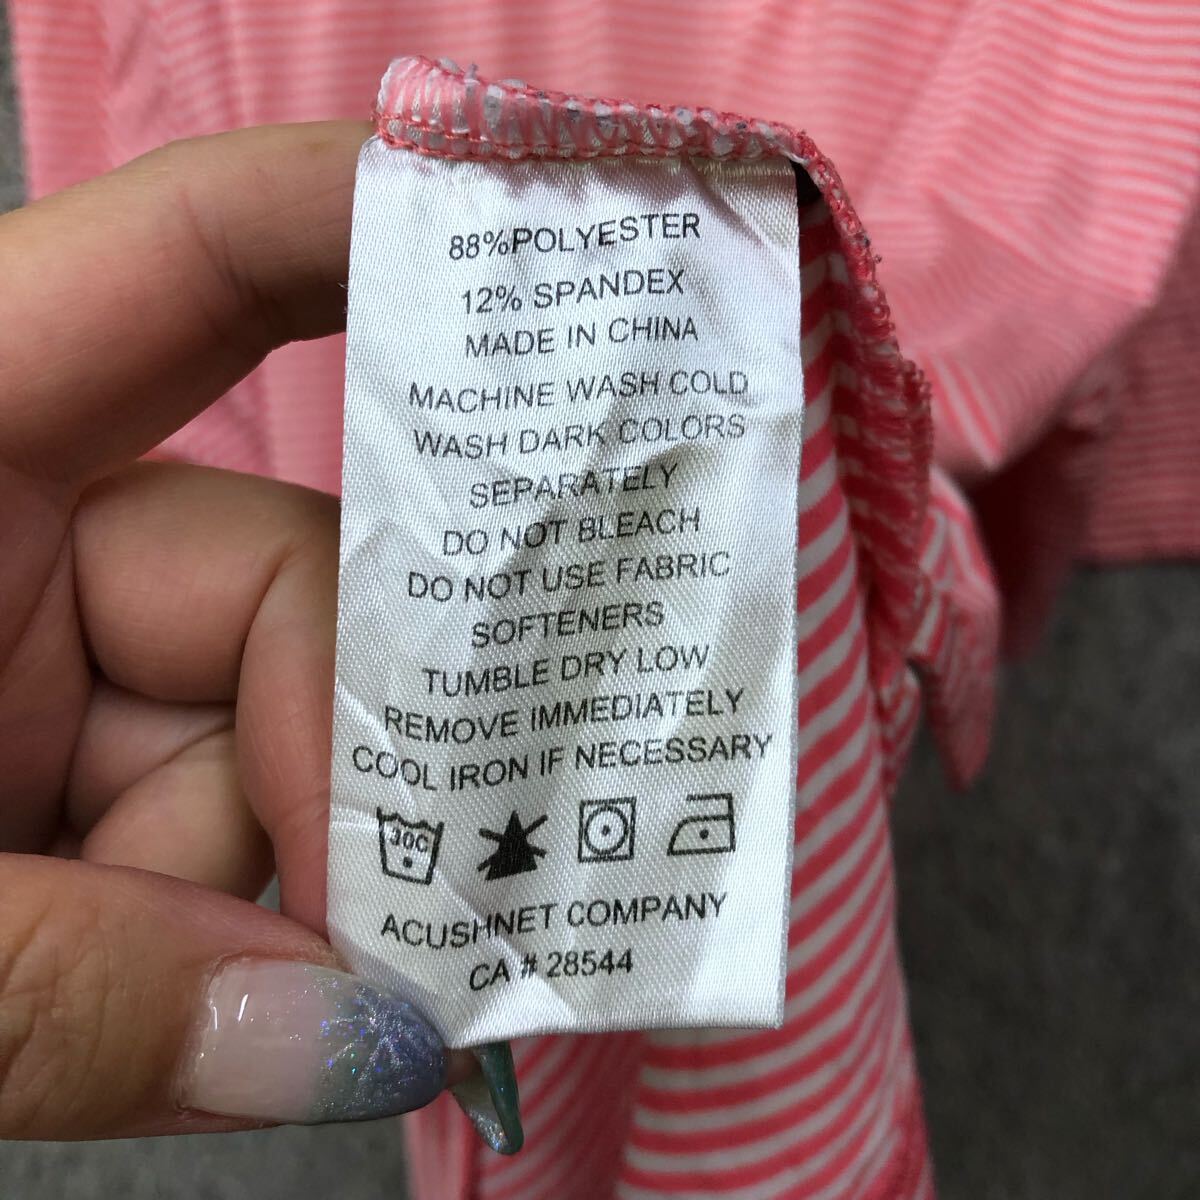 88%POLYESTER
12% SPANDEX
MADE IN CHINA
MACHINE WASH COLD
WASH DARK COLORS
SEPARATELY
DO NOT BLEACH
DO NOT USE FABRIC
SOFTENERS
TUMBLE DRY LOW
REMOVE IMMEDIATELY
COOL IRON IF NECESSARY
30C
ACUSHNET COMPANY
CA # 28544